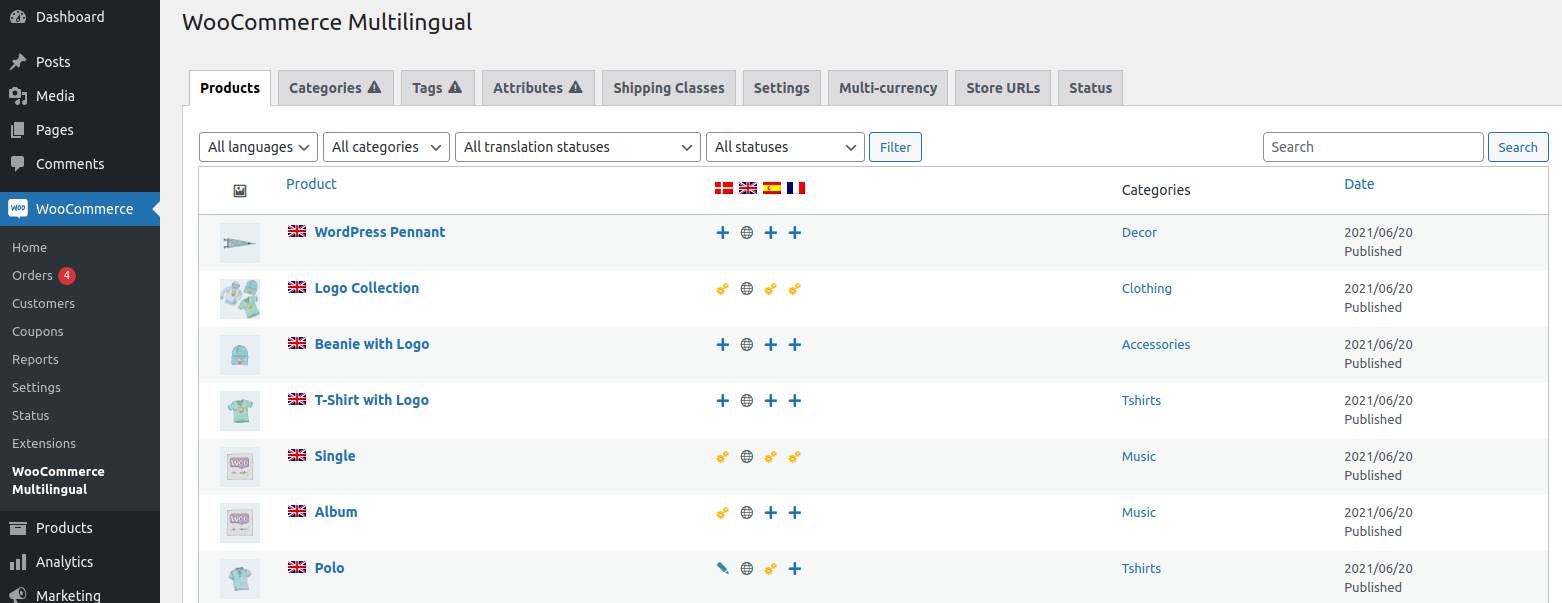 Dashboard
Posts
Media
Pages
Comments
WooCommerce
Home
Orders 4
Customers
Coupons
Reports
Settings
Status
Extensions
WooCommerce
Multilingual
Products
Analytics
Marketing
WooCommerce Multilingual
Products Categories Tags Attributes Shipping Classes Settings Multi-currency Store URLs Status
All languages All categories All translation statuses All statuses Filter Search Search
Product Categories Date
WordPress Pennant Decor 2021/06/20
Published
Logo Collection Clothing 2021/06/20
Published
Beanie with Logo Accessories 2021/06/20
Published
T-Shirt with Logo Tshirts 2021/06/20
Published
Single Music 2021/06/20
Published
Album Music 2021/06/20
Published
Polo Tshirts 2021/06/20
Published